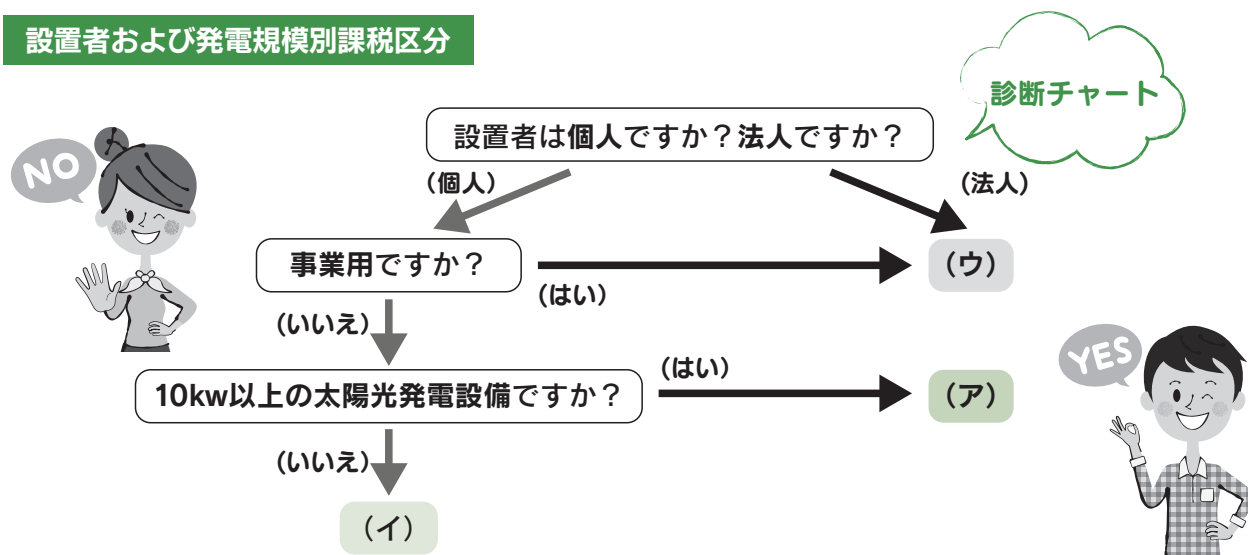 設置者および発電規模別課税区分
診断チャート
設置者は個人ですか？法人ですか？
NO
(個人)
(法人)
事業用ですか？
(はい)
(ウ)
(いいえ)
10kw以上の太陽光発電設備ですか？
(はい)
(ア)
YES
(いいえ)
(イ)